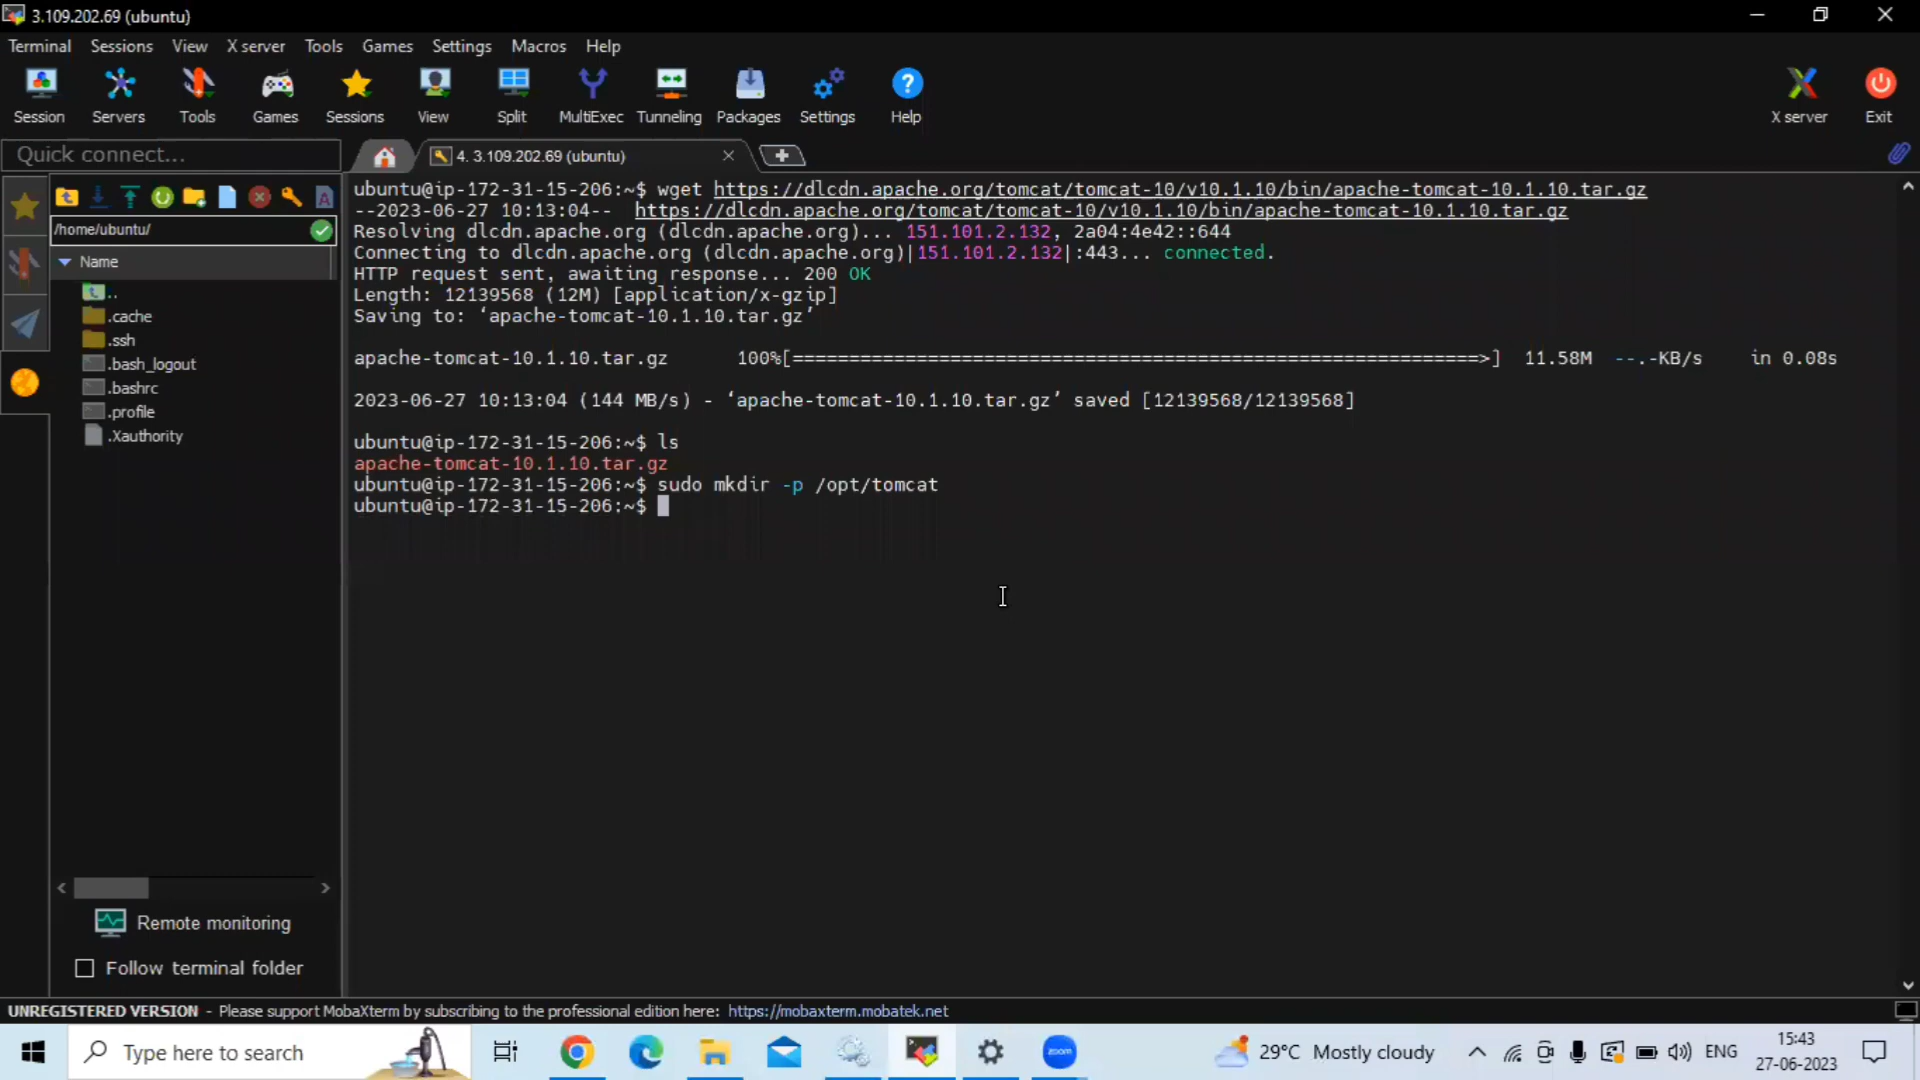 3.109.202.69 (ubuntu)
Terminal Sessions View X server Tools Games Settings Macros Help
Session Servers Tools Games Sessions View Split MultiExec Tunneling Packages Settings Help X server Exit
Quick connect...
4. 3.109.202.69 (ubuntu)
/home/ubuntu/
Name
..
.cache
.ssh
.bash_logout
.bashrc
.profile
.Xauthority
Remote monitoring
Follow terminal folder
ubuntu@ip-172-31-15-206:~$ wget https://dlcdn.apache.org/tomcat/tomcat-10/v10.1.10/bin/apache-tomcat-10.1.10.tar.gz
--2023-06-27 10:13:04-- https://dlcdn.apache.org/tomcat/tomcat-10/v10.1.10/bin/apache-tomcat-10.1.10.tar.gz
Resolving dlcdn.apache.org (dlcdn.apache.org)... 151.101.2.132, 2a04:4e42::644
Connecting to dlcdn.apache.org (dlcdn.apache.org)|151.101.2.132|:443... connected.
HTTP request sent, awaiting response... 200 OK
Length: 12139568 (12M) [application/x-gzip]
Saving to: ‘apache-tomcat-10.1.10.tar.gz’
apache-tomcat-10.1.10.tar.gz 100%[=============================================================>] 11.58M --.-KB/s in 0.08s
2023-06-27 10:13:04 (144 MB/s) - ‘apache-tomcat-10.1.10.tar.gz’ saved [12139568/12139568]
ubuntu@ip-172-31-15-206:~$ ls
apache-tomcat-10.1.10.tar.gz
ubuntu@ip-172-31-15-206:~$ sudo mkdir -p /opt/tomcat
ubuntu@ip-172-31-15-206:~$
UNREGISTERED VERSION - Please support MobaXterm by subscribing to the professional edition here: https://mobaxterm.mobatek.net
Type here to search
zoom
29°C Mostly cloudy
ENG
15:43
27-06-2023